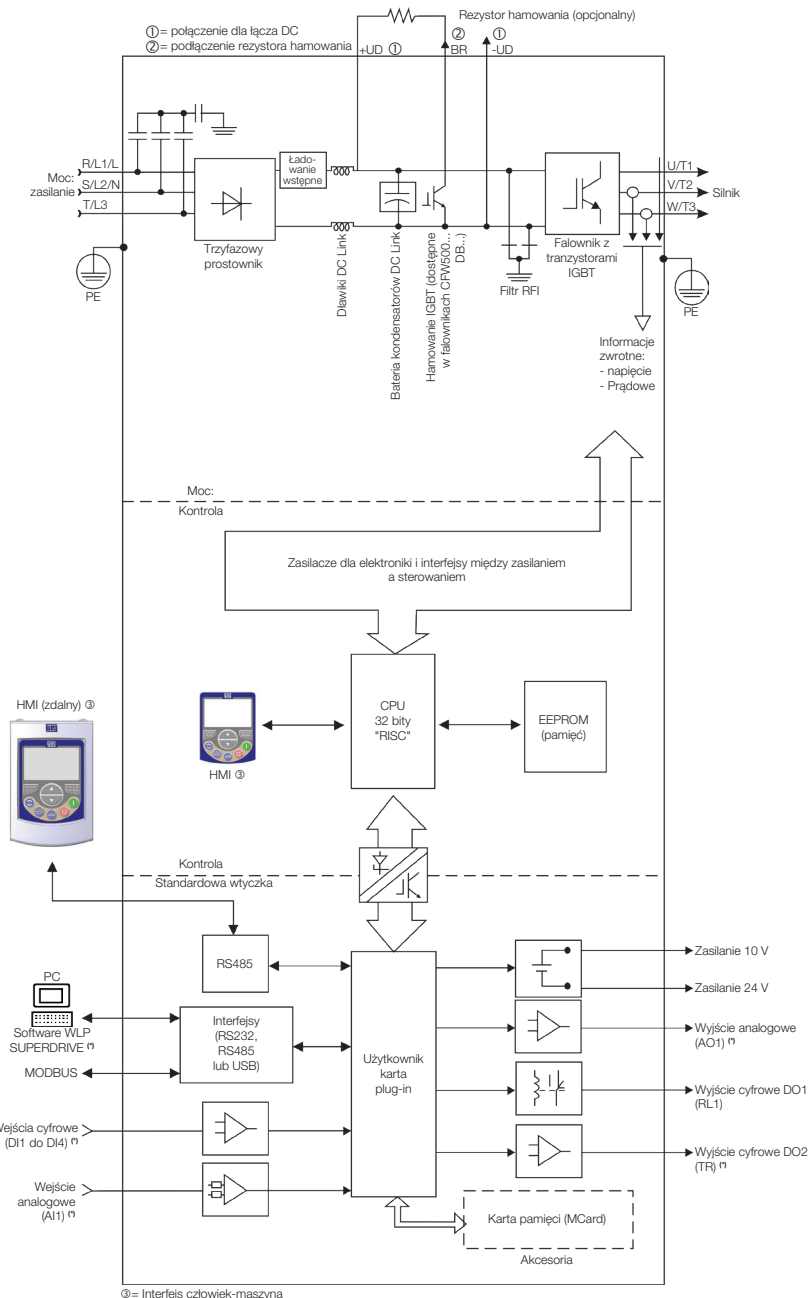 ①= połączenie dla łącza DC
②= podłączenie rezystora hamowania
Rezystor hamowania (opcjonalny)
+UD ①
②
BR
①
-UD
R/L1/L
Moc:
zasilanie
S/L2/N
T/L3
PE
Łado-
wanie
wstępne
Trzyfazowy
prostownik
Dławiki DC Link
Bateria kondensatorów DC Link
Hamowanie IGBT (dostępne
w falownikach CFW500...
DB...)
Filtr RFI
Falownik z
tranzystorami
IGBT
U/T1
V/T2
W/T3
Silnik
PE
Informacje
zwrotne:
- napięcie
- Prądowe
Moc:
Kontrola
Zasilacze dla elektroniki i interfejsy między zasilaniem
a sterowaniem
HMI (zdalny) ③
HMI ③
CPU
32 bity
"RISC"
EEPROM
(pamięć)
Kontrola
Standardowa wtyczka
RS485
PC
Software WLP
SUPERDRIVE (*)
MODBUS
Interfejsy
(RS232,
RS485
lub USB)
Użytkownik
karta
plug-in
cyfrowe
(DI1 do DI4) (*)
Wejście
analogowe
(AI1) (*)
Zasilanie 10 V
Zasilanie 24 V
Wyjście analogowe
(AO1) (*)
Wyjście cyfrowe DO1
(RL1)
Wyjście cyfrowe DO2
(TR) (*)
Karta pamięci (MCard)
Akcesoria
③= Interfejs człowiek-maszyna